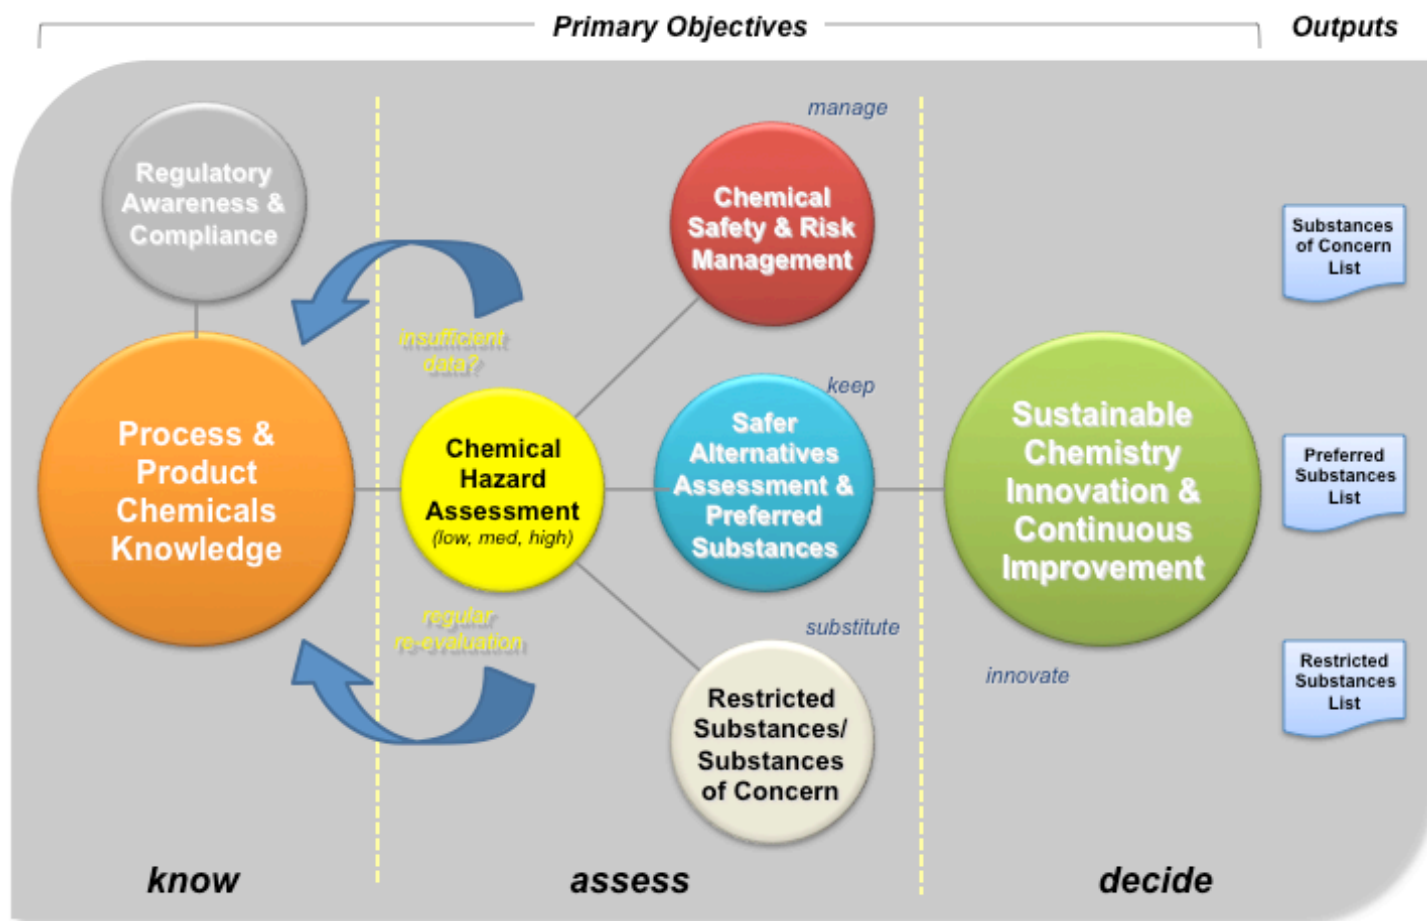 Primary Objectives
Outputs
Regulatory
Awareness &
Compliance
Process &
Product
Chemicals
Knowledge
insufficient
data?
Chemical
Hazard
Assessment
(low, med, high)
regular
re-evaluation
manage
Chemical
Safety & Risk
Management
keep
Safer
Alternatives
Assessment &
Preferred
Substances
substitute
Restricted
Substances/
Substances
of Concern
Sustainable
Chemistry
Innovation &
Continuous
Improvement
innovate
Substances
of Concern
List
Preferred
Substances
List
Restricted
Substances
List
know
assess
decide